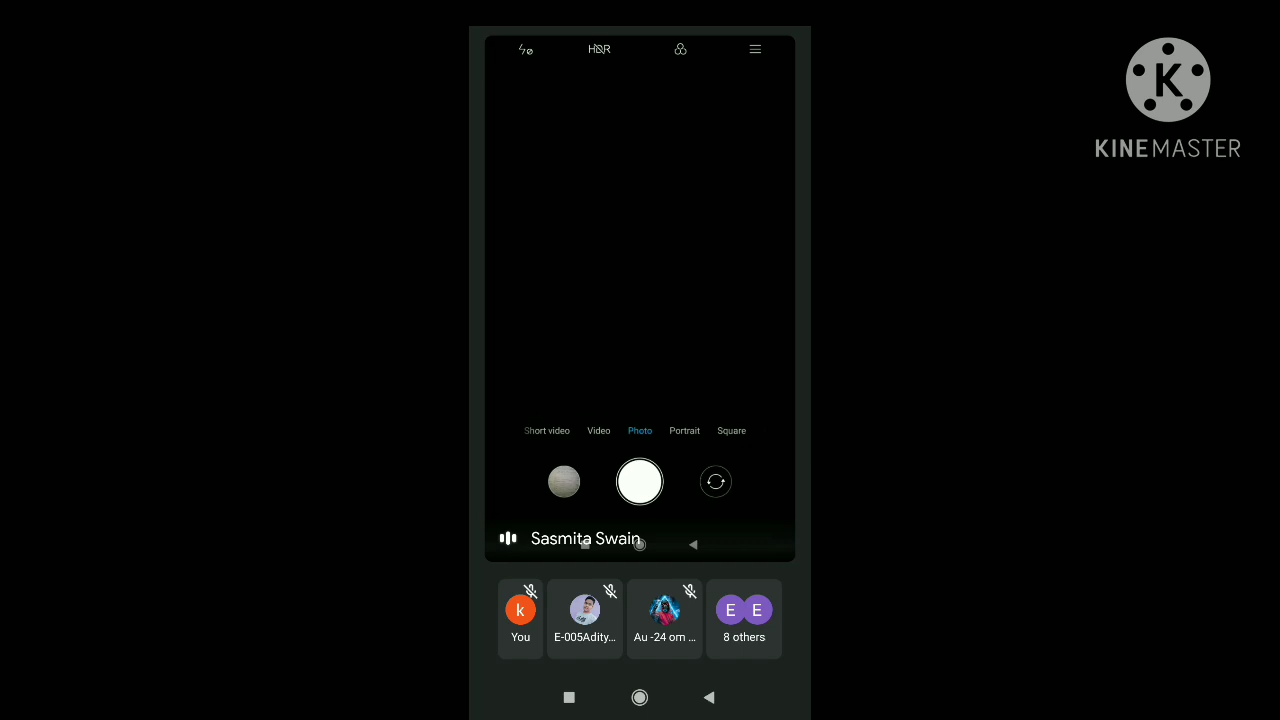 HDR
K
KINEMASTER
Short video Video Photo Portrait Square
Sasmita Swain
k
E E
You
E-005Adity...
Au -24 om ...
8 others